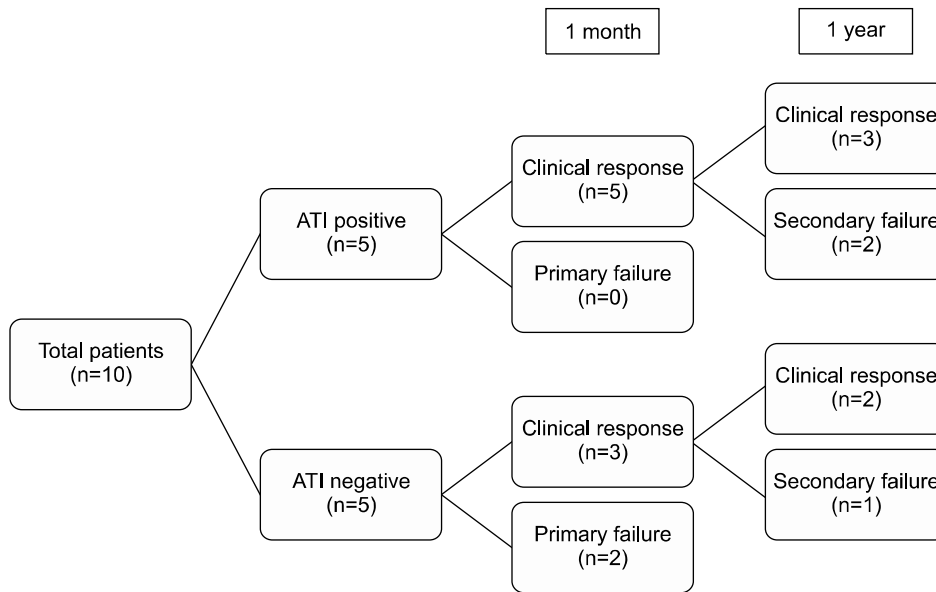 1 month
1 year
Clinical response
(n=3)
Clinical response
(n=5)
ATI positive
(n=5)
Secondary failure
(n=2)
Primary failure
(n=0)
Total patients
(n=10)
Clinical response
(n=2)
Clinical response
(n=3)
ATI negative
(n=5)
Secondary failure
(n=1)
Primary failure
(n=2)